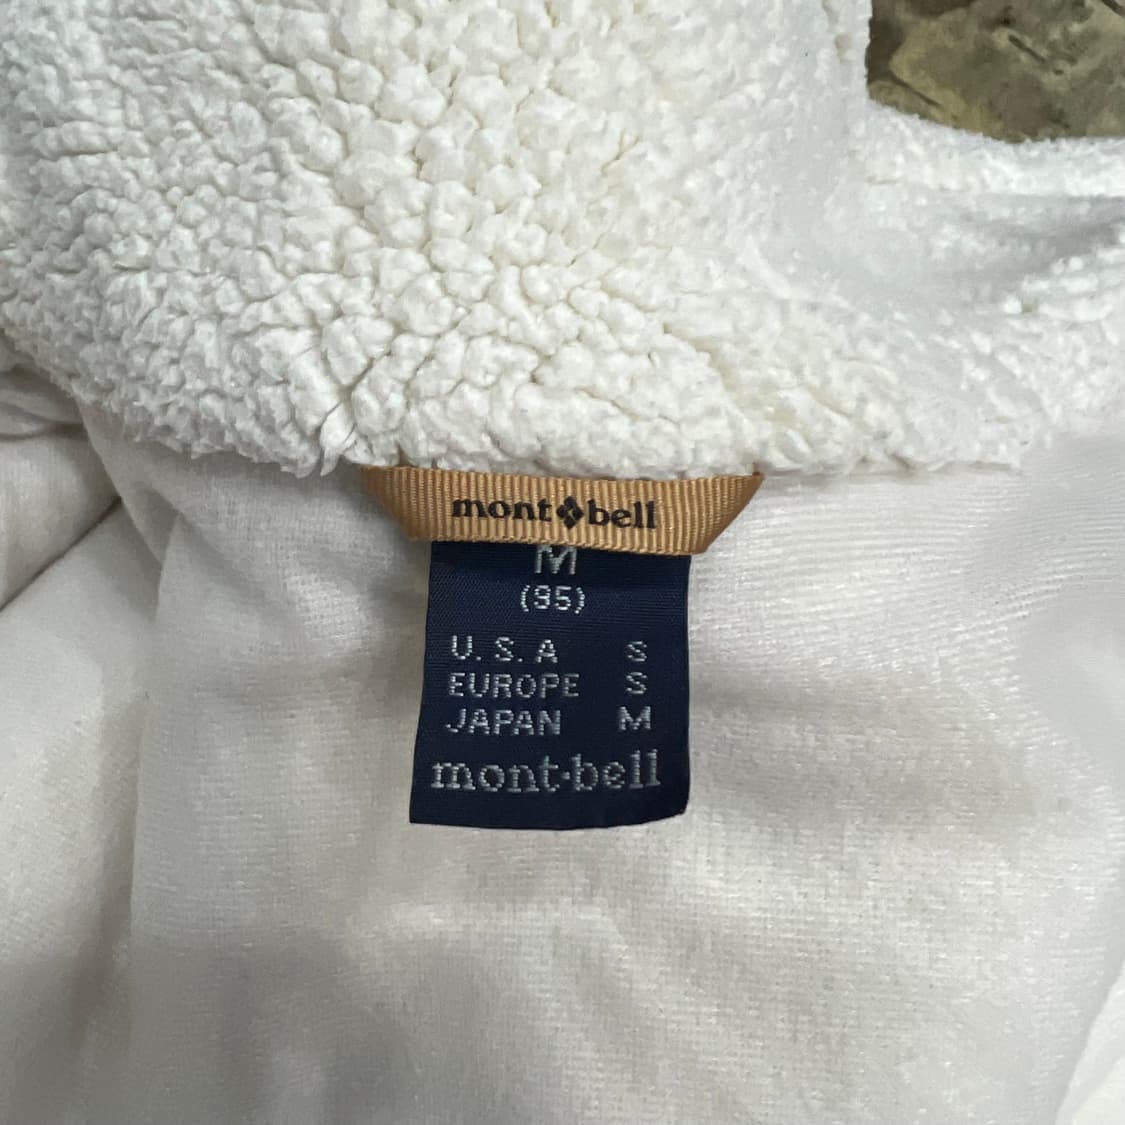 mont bell
M
(95)
U.S.A S
EUROPE S
JAPAN M
mont·bell